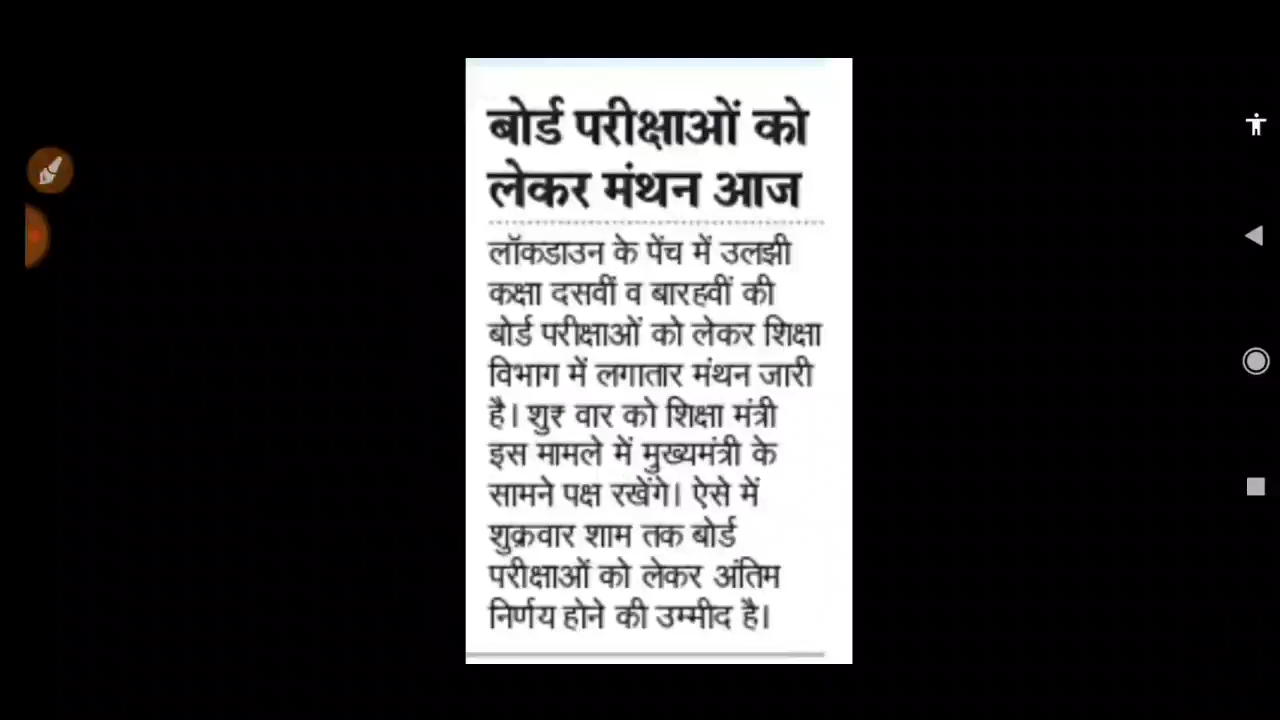 बोर्ड परीक्षाओं को
लेकर मंथन आज
लॉकडाउन के पेंच में उलझी
कक्षा दसवीं व बारहवीं की
बोर्ड परीक्षाओं को लेकर शिक्षा
विभाग में लगातार मंथन जारी
है। शुर वार को शिक्षा मंत्री
इस मामले में मुख्यमंत्री के
सामने पक्ष रखेंगे। ऐसे में
शुक्रवार शाम तक बोर्ड
परीक्षाओं को लेकर अंतिम
निर्णय होने की उम्मीद है।